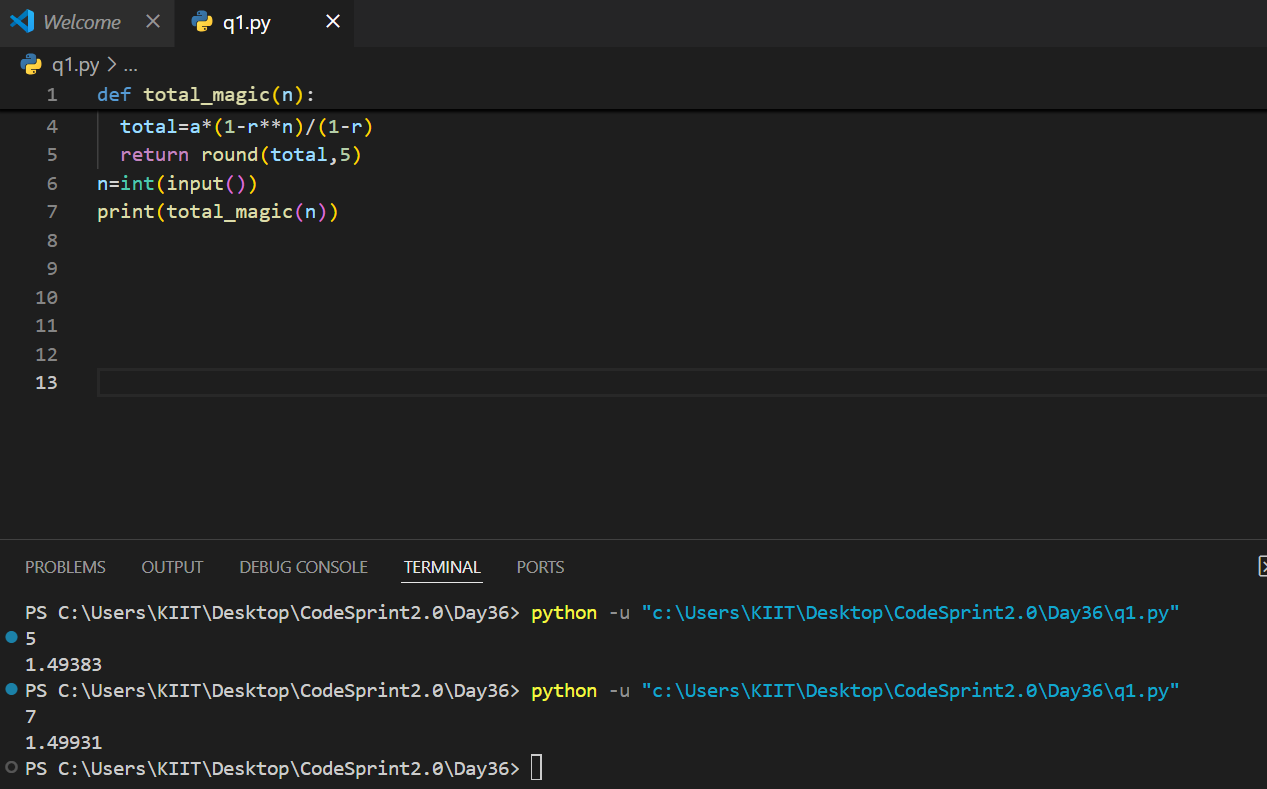 Welcome q1.py
q1.py > ...
1 def total_magic(n):
4 total=a*(1-r**n)/(1-r)
5 return round(total,5)
6 n=int(input())
7 print(total_magic(n))
8
9
10
11
12
13
PROBLEMS OUTPUT DEBUG CONSOLE TERMINAL PORTS
PS C:\Users\KIIT\Desktop\CodeSprint2.0\Day36> python -u "c:\Users\KIIT\Desktop\CodeSprint2.0\Day36\q1.py"
5
1.49383
PS C:\Users\KIIT\Desktop\CodeSprint2.0\Day36> python -u "c:\Users\KIIT\Desktop\CodeSprint2.0\Day36\q1.py"
7
1.49931
PS C:\Users\KIIT\Desktop\CodeSprint2.0\Day36>